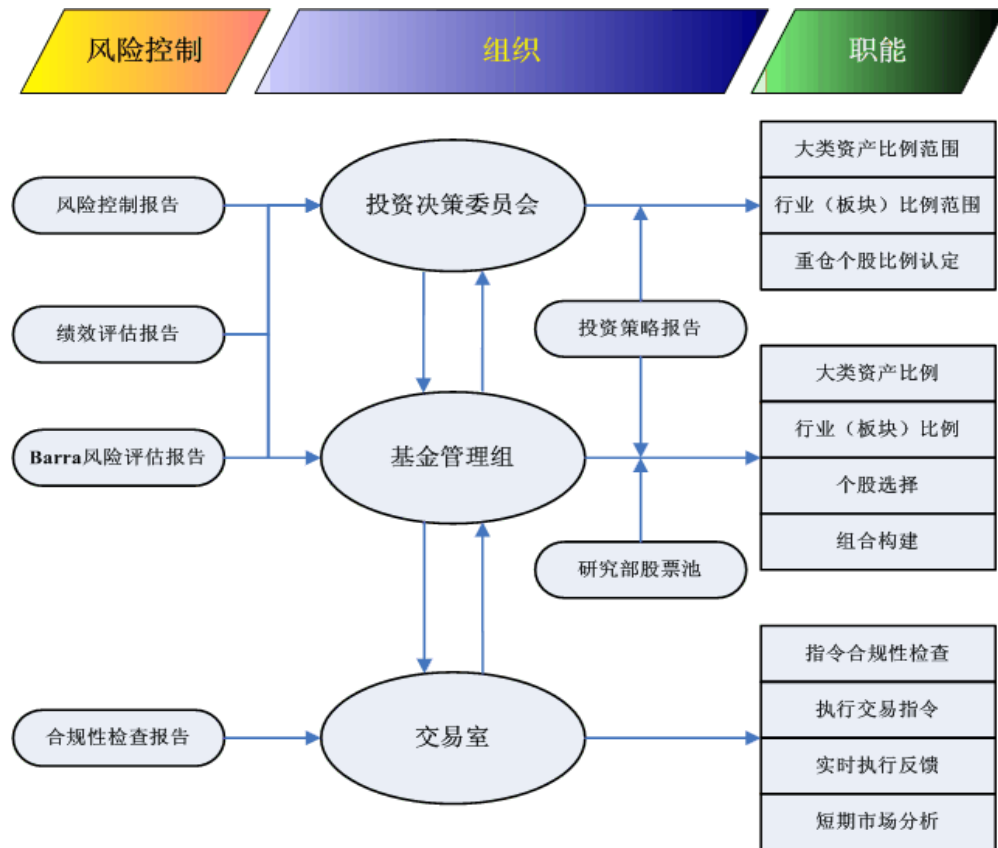 风险控制
组织
职能
风险控制报告
绩效评估报告
Barra风险评估报告
合规性检查报告
投资决策委员会
基金管理组
交易室
投资策略报告
研究部股票池
大类资产比例范围
行业（板块）比例范围
重仓个股比例认定
大类资产比例
行业（板块）比例
个股选择
组合构建
指令合规性检查
执行交易指令
实时执行反馈
短期市场分析